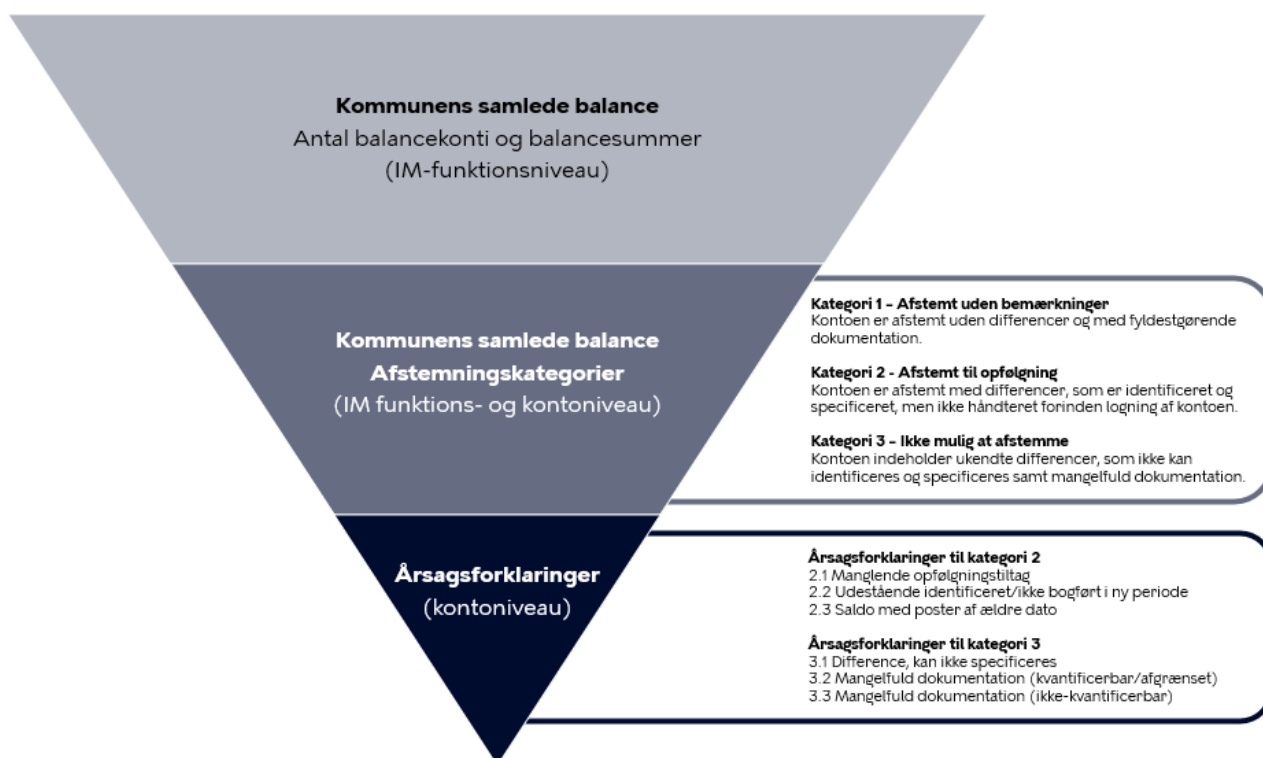 Kommunens samlede balance
Antal balancekonti og balancesummer
(IM-funktionsniveau)
Kommunens samlede balance
Afstemningskategorier
(IM funktions- og kontoniveau)
Kategori 1 – Afstemt uden bemærkninger
Kontoen er afstemt uden differencer og med fyldestgørende
dokumentation.
Kategori 2 - Afstemt til opfølgning
Kontoen er afstemt med differencer, som er identificeret og
specificeret, men ikke håndteret forinden logning af kontoen.
Kategori 3 – Ikke mulig at afstemme
Kontoen indeholder ukendte differencer, som ikke kan
identificeres og specificeres samt mangelfuld dokumentation.
Årsagsforklaringer
(kontoniveau)
Årsagsforklaringer til kategori 2
2.1 Manglende opfølgningstiltag
2.2 Udestående identificeret/ikke bogført i ny periode
2.3 Saldo med poster af ældre dato
Årsagsforklaringer til kategori 3
3.1 Difference, kan ikke specificeres
3.2 Mangelfuld dokumentation (kvantificerbar/afgrænset)
3.3 Mangelfuld dokumentation (ikke-kvantificerbar)